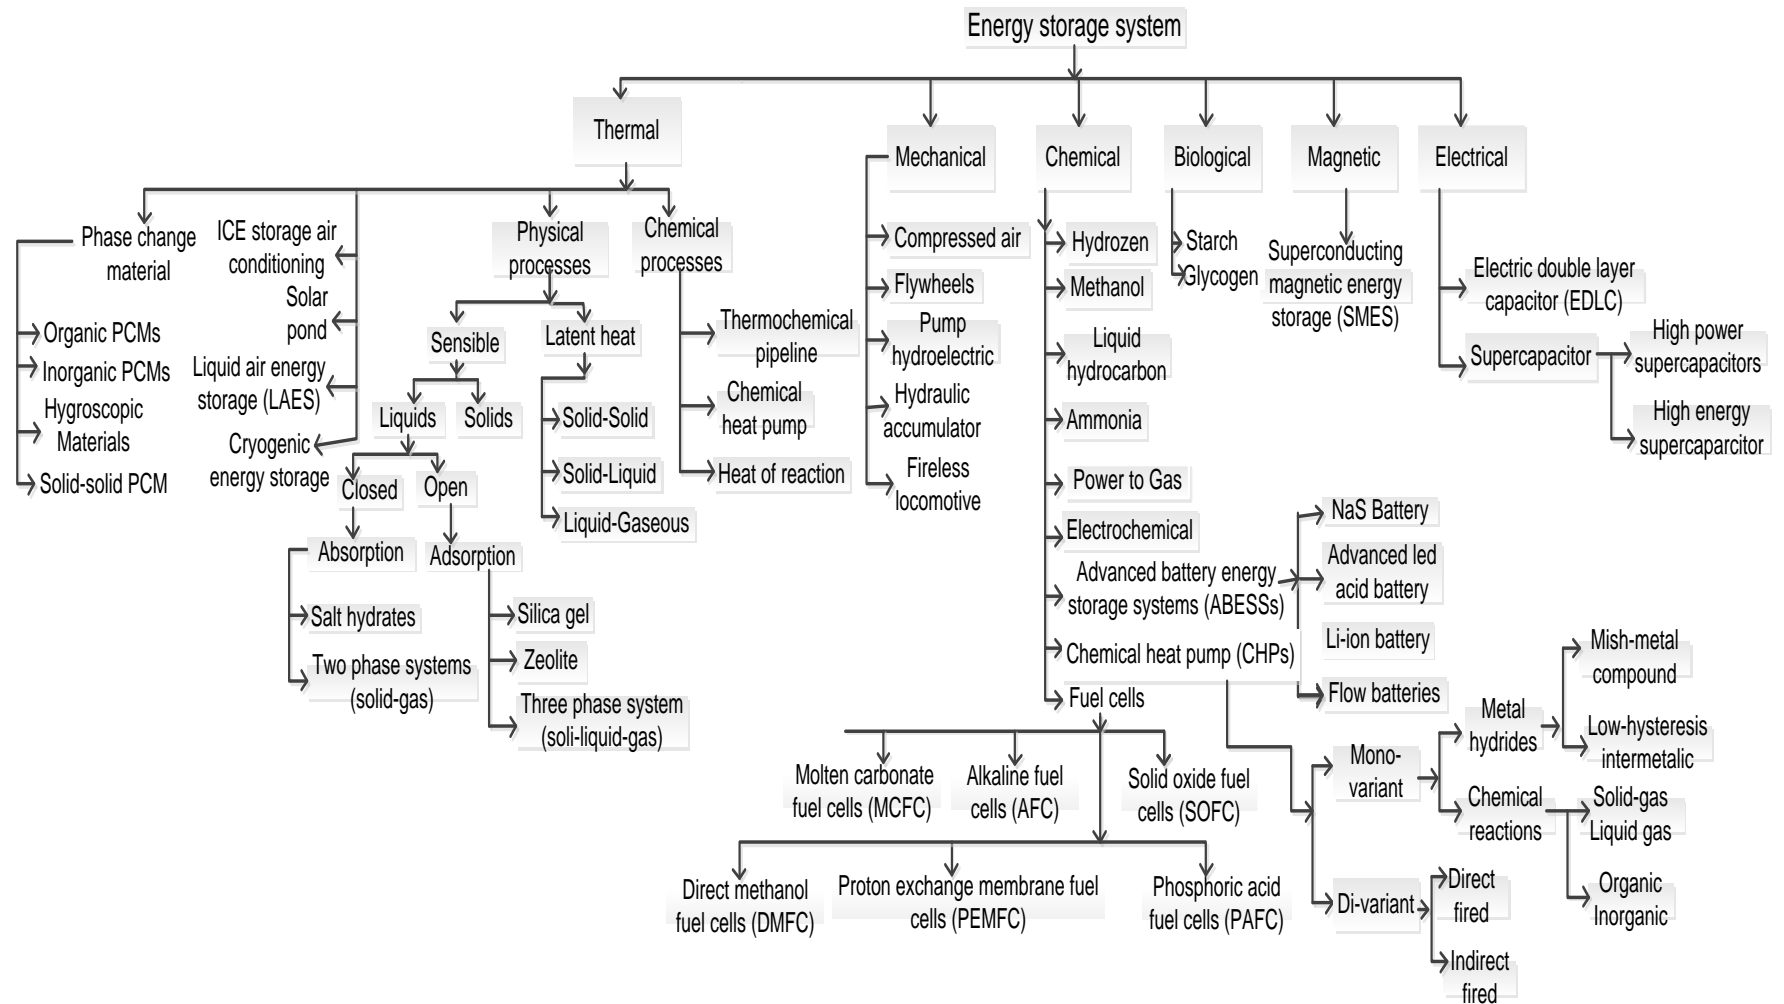 Energy storage system
Thermal
Mechanical
Chemical
Biological
Magnetic
Electrical
Phase change
material
Organic PCMs
Inorganic PCMs
Hygroscopic
Materials
Solid-solid PCM
ICE storage air
conditioning
Solar
pond
Liquid air energy
storage (LAES)
Cryogenic
energy storage
Physical
processes
Sensible
Liquids
Solids
Closed
Open
Absorption
Adsorption
Salt hydrates
Two phase systems
(solid-gas)
Silica gel
Zeolite
Three phase system
(soli-liquid-gas)
Latent heat
Solid-Solid
Solid-Liquid
Liquid-Gaseous
Chemical
processes
Thermochemical
pipeline
Chemical
heat pump
Heat of reaction
Compressed air
Flywheels
Pump
hydroelectric
Hydraulic
accumulator
Fireless
locomotive
Hydrozen
Methanol
Liquid
hydrocarbon
Ammonia
Power to Gas
Electrochemical
Advanced battery energy
storage systems (ABESSs)
Chemical heat pump (CHPs)
Fuel cells
Starch
Glycogen
Superconducting
magnetic energy
storage (SMES)
Electric double layer
capacitor (EDLC)
Supercapacitor
High power
supercapacitors
High energy
supercaparcitor
NaS Battery
Advanced led
acid battery
Li-ion battery
Flow batteries
Molten carbonate
fuel cells (MCFC)
Alkaline fuel
cells (AFC)
Solid oxide fuel
cells (SOFC)
Direct methanol
fuel cells (DMFC)
Proton exchange membrane fuel
cells (PEMFC)
Phosphoric acid
fuel cells (PAFC)
Mono-
variant
Metal
hydrides
Mish-metal
compound
Low-hysteresis
intermetalic
Chemical
reactions
Solid-gas
Liquid gas
Organic
Inorganic
Di-variant
Direct
fired
Indirect
fired